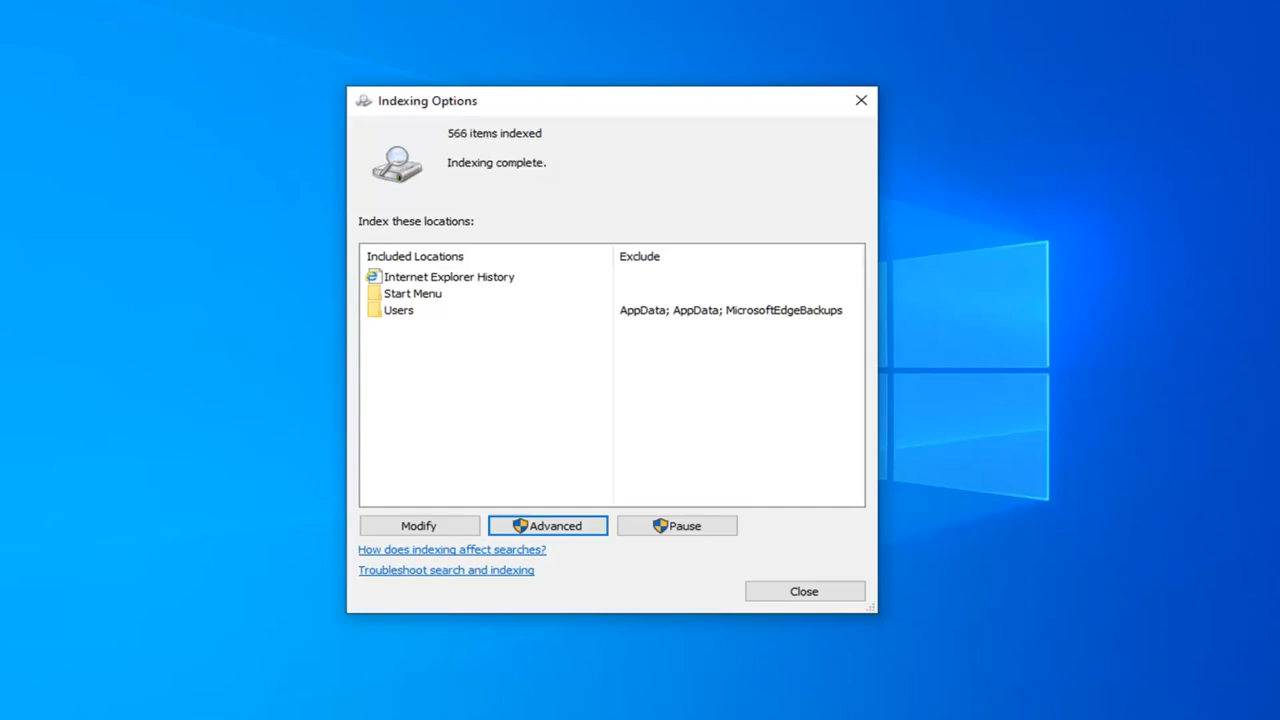 Indexing Options
566 items indexed
Indexing complete.
Index these locations:
Included Locations Exclude
Internet Explorer History
Start Menu
Users AppData; AppData; MicrosoftEdgeBackups
Modify Advanced Pause
How does indexing affect searches?
Troubleshoot search and indexing
Close